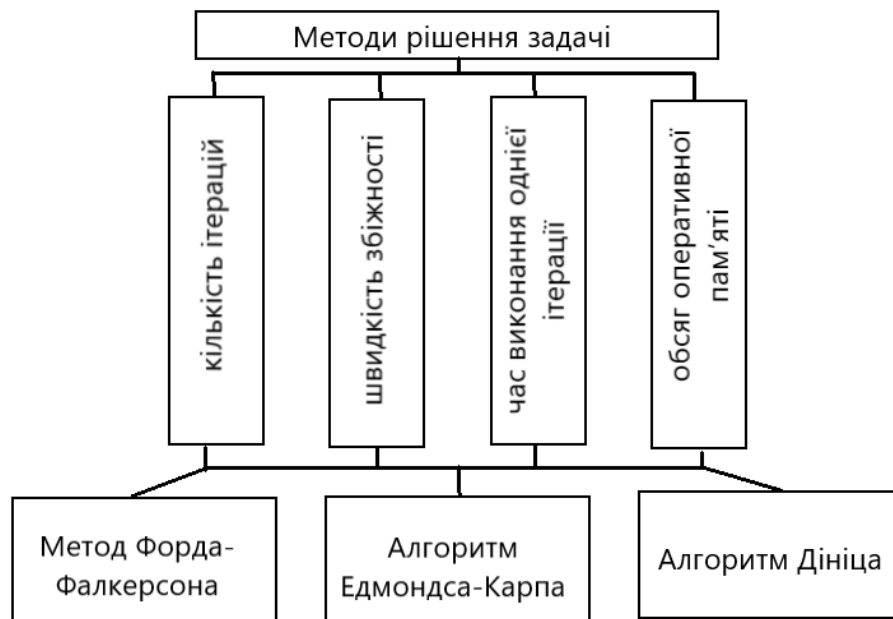 Методи рішення задачі
кількість ітерацій
швидкість збіжності
час виконання однієї
ітерації
обсяг оперативної
пам'яті
Метод Форда-
Фалкерсона
Алгоритм
Едмондса-Карпа
Алгоритм Дініца